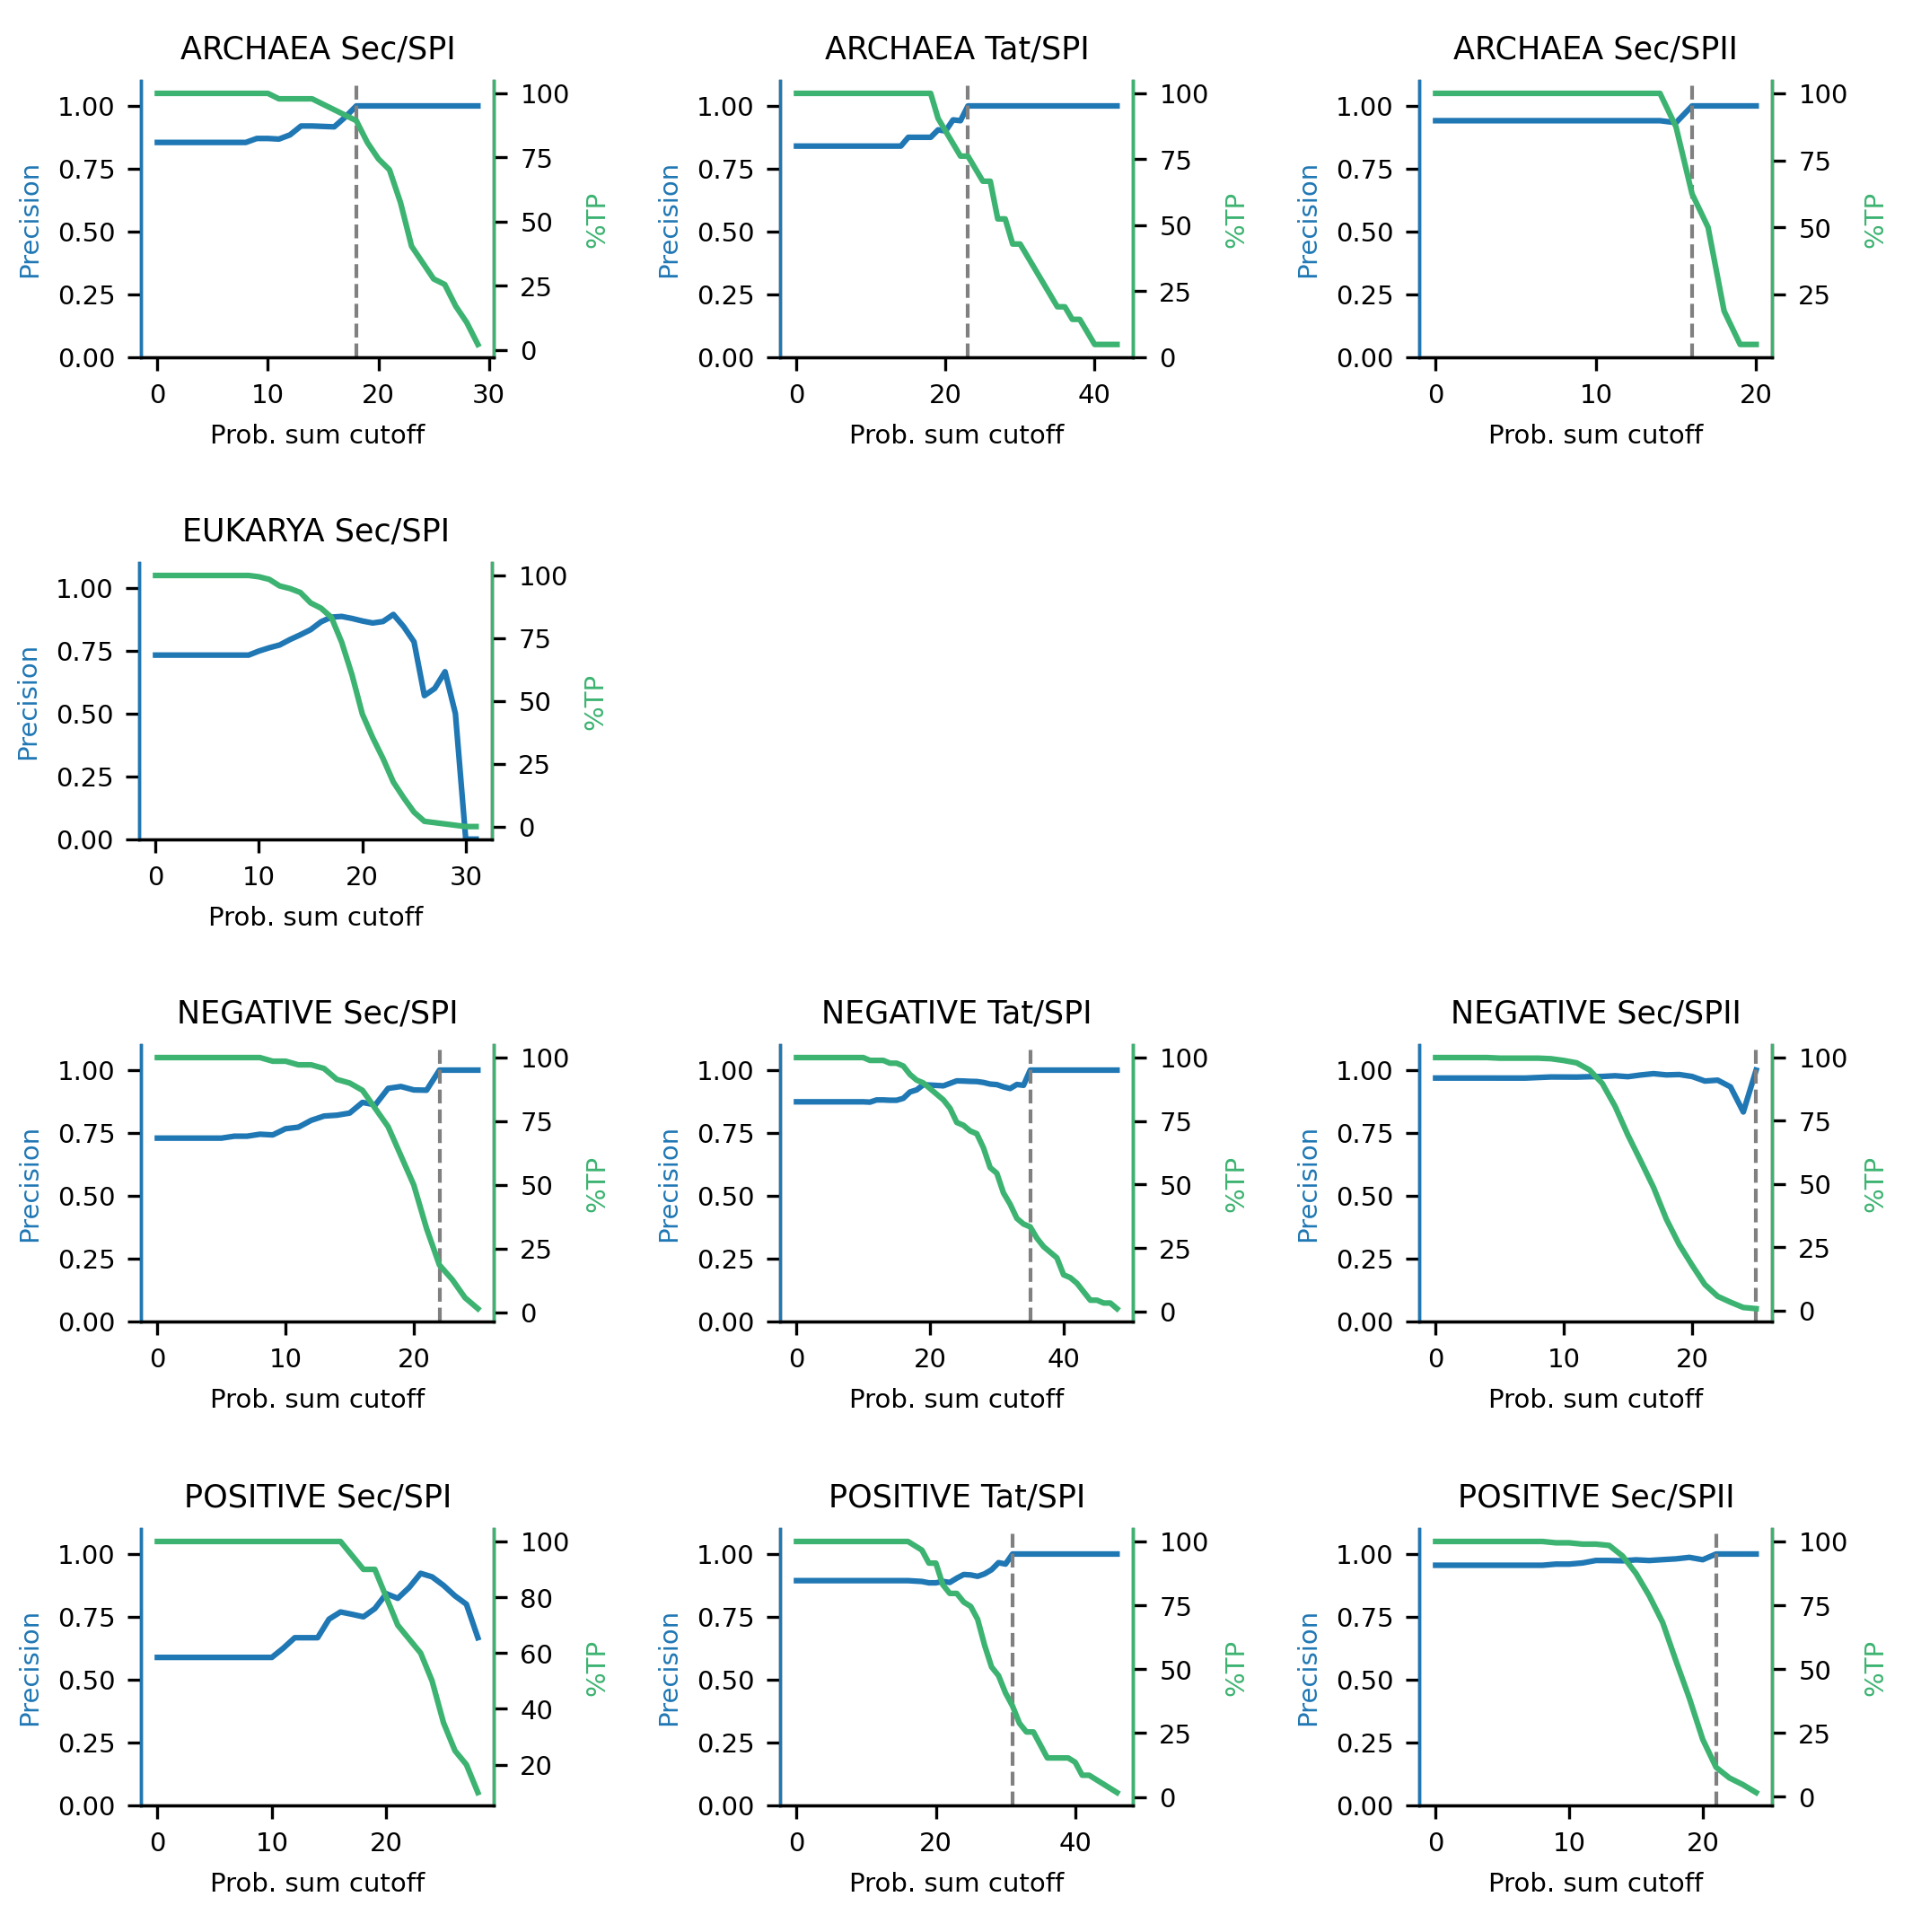 ARCHAEA Sec/SPI
1.00
0.75
0.50
0.25
0.00
Precision
100
75
50
25
0
%TP
0 10 20 30
Prob. sum cutoff
ARCHAEA Tat/SPI
1.00
0.75
0.50
0.25
0.00
Precision
100
75
50
25
0
%TP
0 20 40
Prob. sum cutoff
ARCHAEA Sec/SPII
1.00
0.75
0.50
0.25
0.00
Precision
100
75
50
25
%TP
0 10 20
Prob. sum cutoff
EUKARYA Sec/SPI
1.00
0.75
0.50
0.25
0.00
Precision
100
75
50
25
0
%TP
0 10 20 30
Prob. sum cutoff
NEGATIVE Sec/SPI
1.00
0.75
0.50
0.25
0.00
Precision
100
75
50
25
0
%TP
0 10 20
Prob. sum cutoff
NEGATIVE Tat/SPI
1.00
0.75
0.50
0.25
0.00
Precision
100
75
50
25
0
%TP
0 20 40
Prob. sum cutoff
NEGATIVE Sec/SPII
1.00
0.75
0.50
0.25
0.00
Precision
100
75
50
25
0
%TP
0 10 20
Prob. sum cutoff
POSITIVE Sec/SPI
1.00
0.75
0.50
0.25
0.00
Precision
100
80
60
40
20
%TP
0 10 20
Prob. sum cutoff
POSITIVE Tat/SPI
1.00
0.75
0.50
0.25
0.00
Precision
100
75
50
25
0
%TP
0 20 40
Prob. sum cutoff
POSITIVE Sec/SPII
1.00
0.75
0.50
0.25
0.00
Precision
100
75
50
25
0
%TP
0 10 20
Prob. sum cutoff